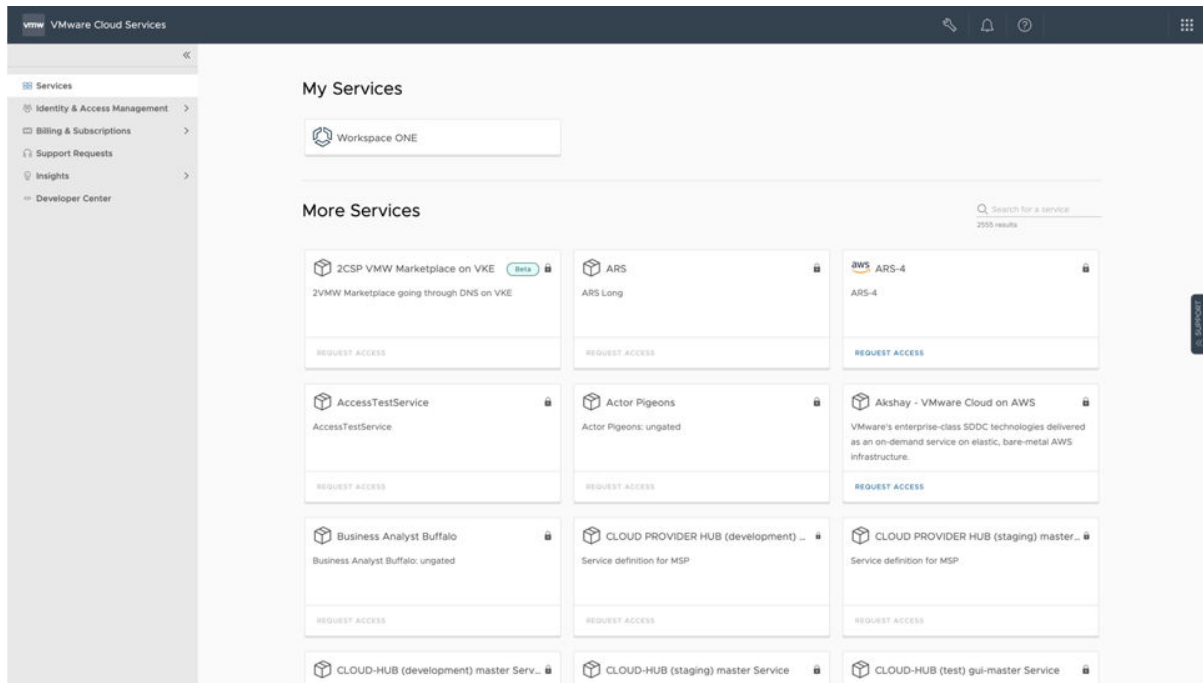 vmw VMware Cloud Services
Services
Identity & Access Management
Billing & Subscriptions
Support Requests
Insights
Developer Center
My Services
Workspace ONE
More Services
Search for a service
2555 results
2CSP VMW Marketplace on VKE Beta
2VMW Marketplace going through DNS on VKE
REQUEST ACCESS
ARS
ARS Long
REQUEST ACCESS
aws ARS-4
ARS-4
REQUEST ACCESS
AccessTestService
AccessTestService
REQUEST ACCESS
Actor Pigeons
Actor Pigeons: ungated
REQUEST ACCESS
Akshay - VMware Cloud on AWS
VMware's enterprise-class SDDC technologies delivered
as an on-demand service on elastic, bare-metal AWS
infrastructure.
REQUEST ACCESS
Business Analyst Buffalo
Business Analyst Buffalo: ungated
REQUEST ACCESS
CLOUD PROVIDER HUB (development) ...
Service definition for MSP
REQUEST ACCESS
CLOUD PROVIDER HUB (staging) master...
Service definition for MSP
REQUEST ACCESS
CLOUD-HUB (development) master Serv...
CLOUD-HUB (staging) master Service
CLOUD-HUB (test) gui-master Service
SUPPORT